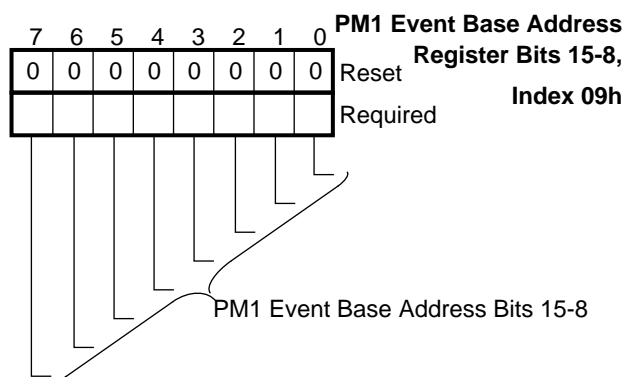 PM1 Event Base Address
Register Bits 15-8,
Index 09h
7 6 5 4 3 2 1 0
0 0 0 0 0 0 0 0 Reset
Required
PM1 Event Base Address Bits 15-8